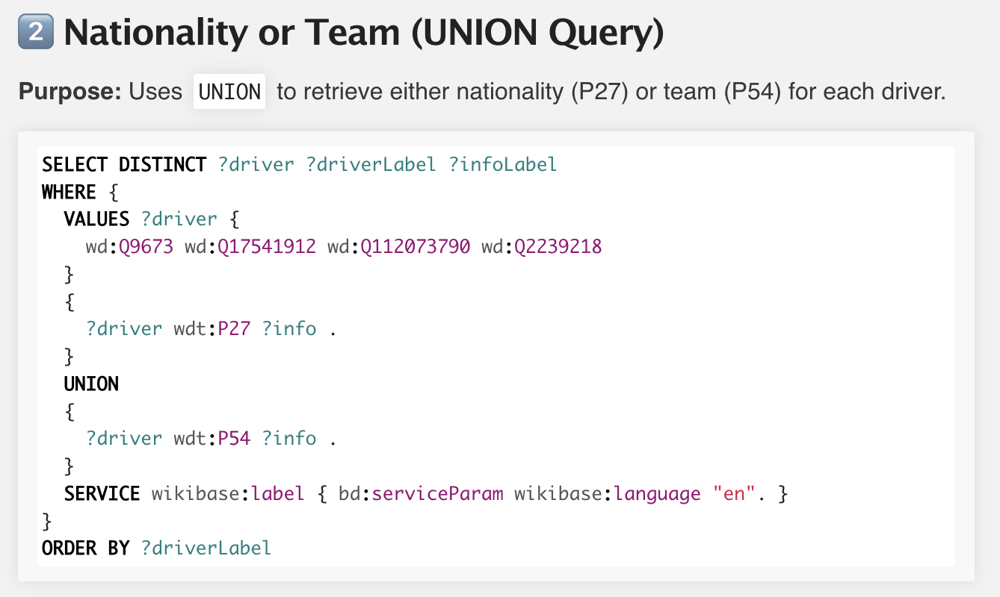 2 Nationality or Team (UNION Query)
Purpose: Uses UNION to retrieve either nationality (P27) or team (P54) for each driver.
SELECT DISTINCT ?driver ?driverLabel ?infoLabel
WHERE {
  VALUES ?driver {
    wd:Q9673 wd:Q17541912 wd:Q112073790 wd:Q2239218
  }
  {
    ?driver wdt:P27 ?info .
  }
  UNION
  {
    ?driver wdt:P54 ?info .
  }
  SERVICE wikibase:label { bd:serviceParam wikibase:language "en". }
}
ORDER BY ?driverLabel